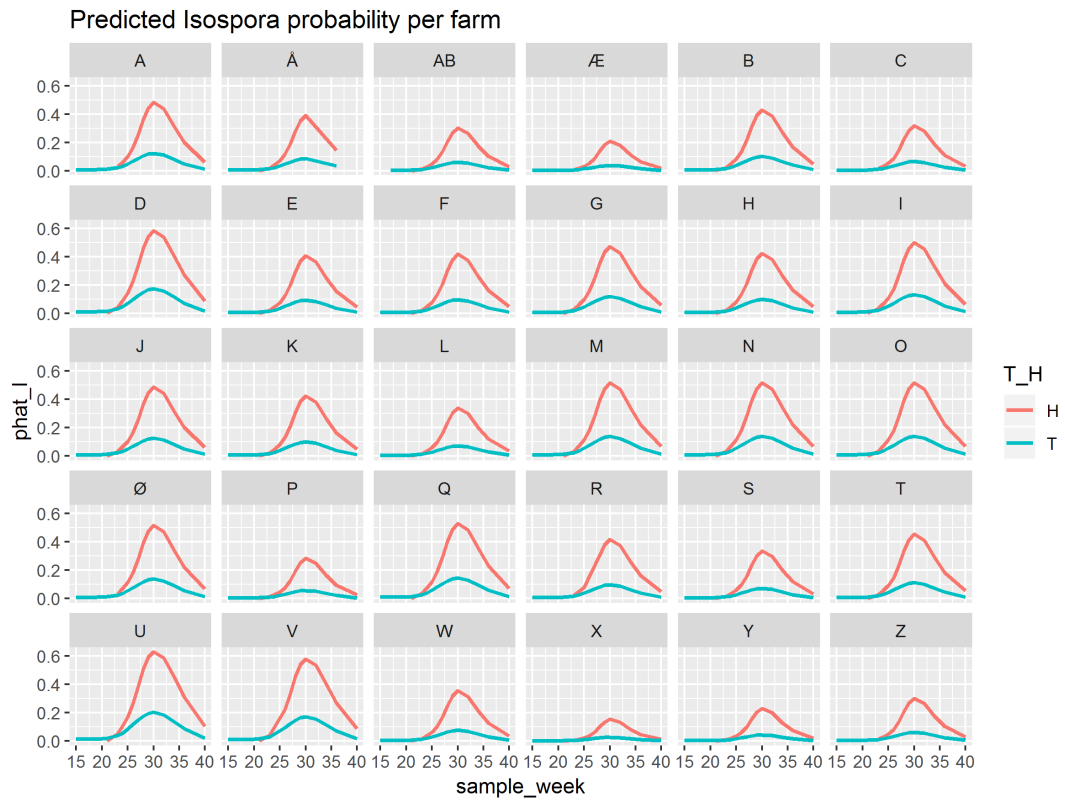 Predicted Isospora probability per farm
A Å AB Æ B C
0.6
0.4
0.2
0.0
D E F G H I
0.6
0.4
0.2
0.0
J K L M N O
0.6
0.4
0.2
0.0
Ø P Q R S T
0.6
0.4
0.2
0.0
U V W X Y Z
0.6
0.4
0.2
0.0
15 20 25 30 35 40 15 20 25 30 35 40 15 20 25 30 35 40 15 20 25 30 35 40 15 20 25 30 35 40 15 20 25 30 35 40
sample_week
phat_I
T_H
H
T